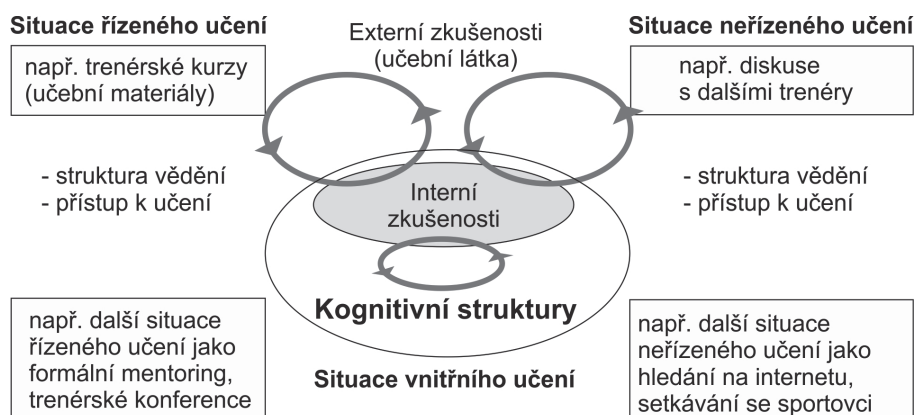 Situace řízeného učení
např. trenérské kurzy
(učební materiály)
- struktura vědění
- přístup k učení
např. další situace
řízeného učení jako
formální mentoring,
trenérské konference
Externí zkušenosti
(učební látka)
Interní
zkušenosti
Kognitivní struktury
Situace vnitřního učení
Situace neřízeného učení
např. diskuse
s dalšími trenéry
- struktura vědění
- přístup k učení
např. další situace
neřízeného učení jako
hledání na internetu,
setkávání se sportovci